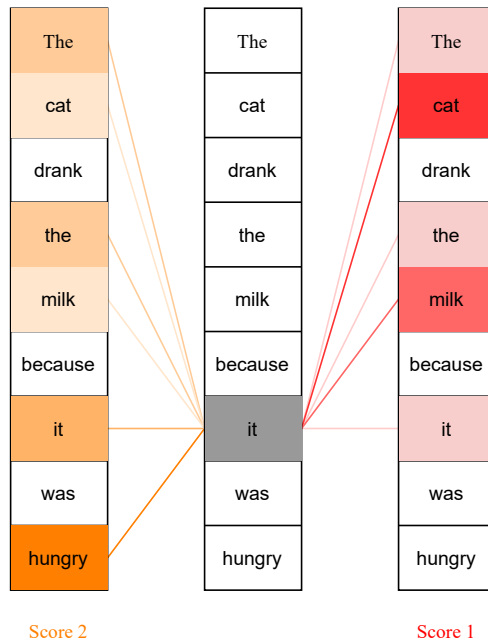 The
cat
drank
the
milk
because
it
was
hungry
Score 2
The
cat
drank
the
milk
because
it
was
hungry
The
cat
drank
the
milk
because
it
was
hungry
Score 1